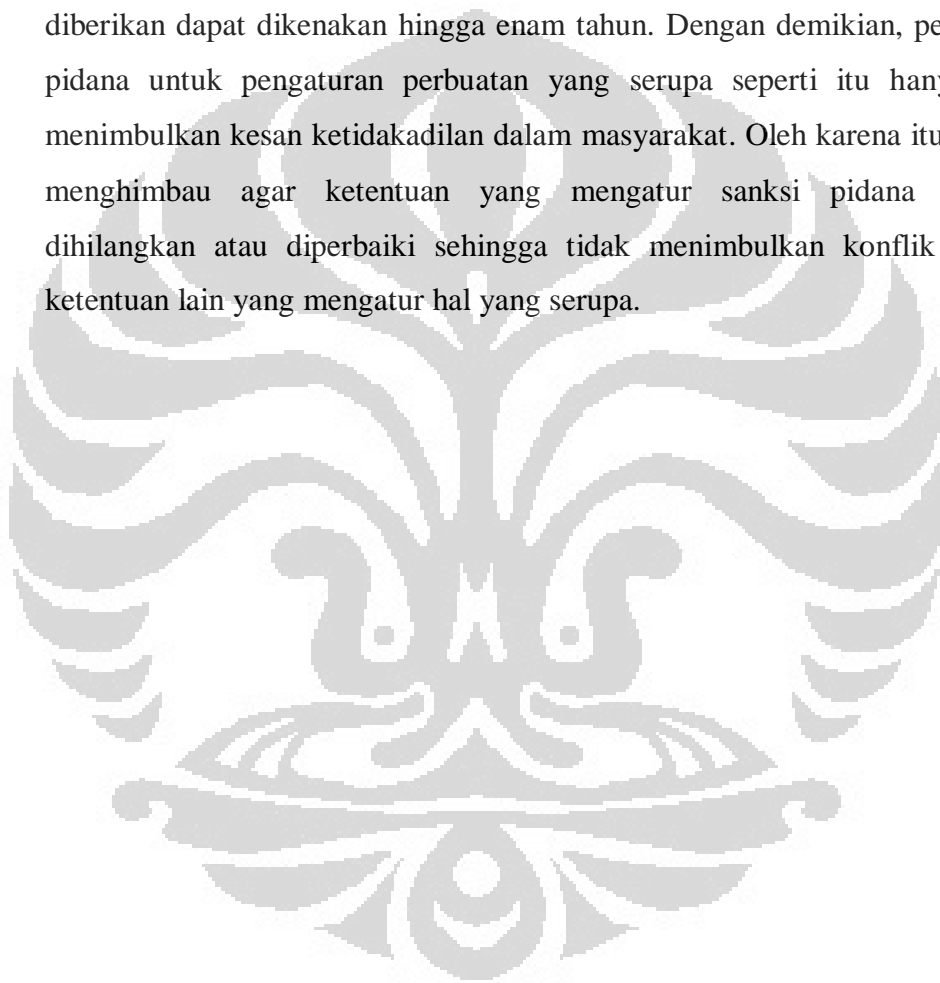 diberikan dapat dikenakan hingga enam tahun. Dengan demikian,
pidana untuk pengaturan perbuatan yang serupa seperti itu
menimbulkan kesan ketidakadilan dalam masyarakat. Oleh karena itu
menghimbau agar ketentuan yang mengatur sanksi pidana
dihilangkan atau diperbaiki sehingga tidak menimbulkan konflik
ketentuan lain yang mengatur hal yang serupa.